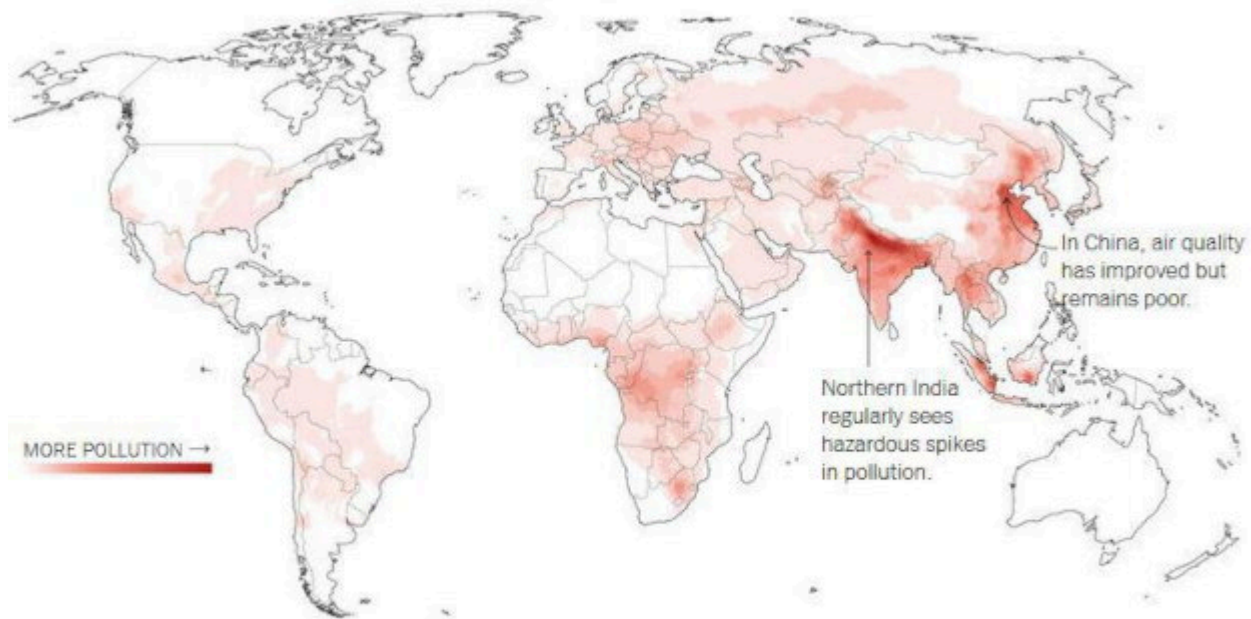 In China, air quality
has improved but
remains poor.
Northern India
regularly sees
hazardous spikes
in pollution.
MORE POLLUTION →